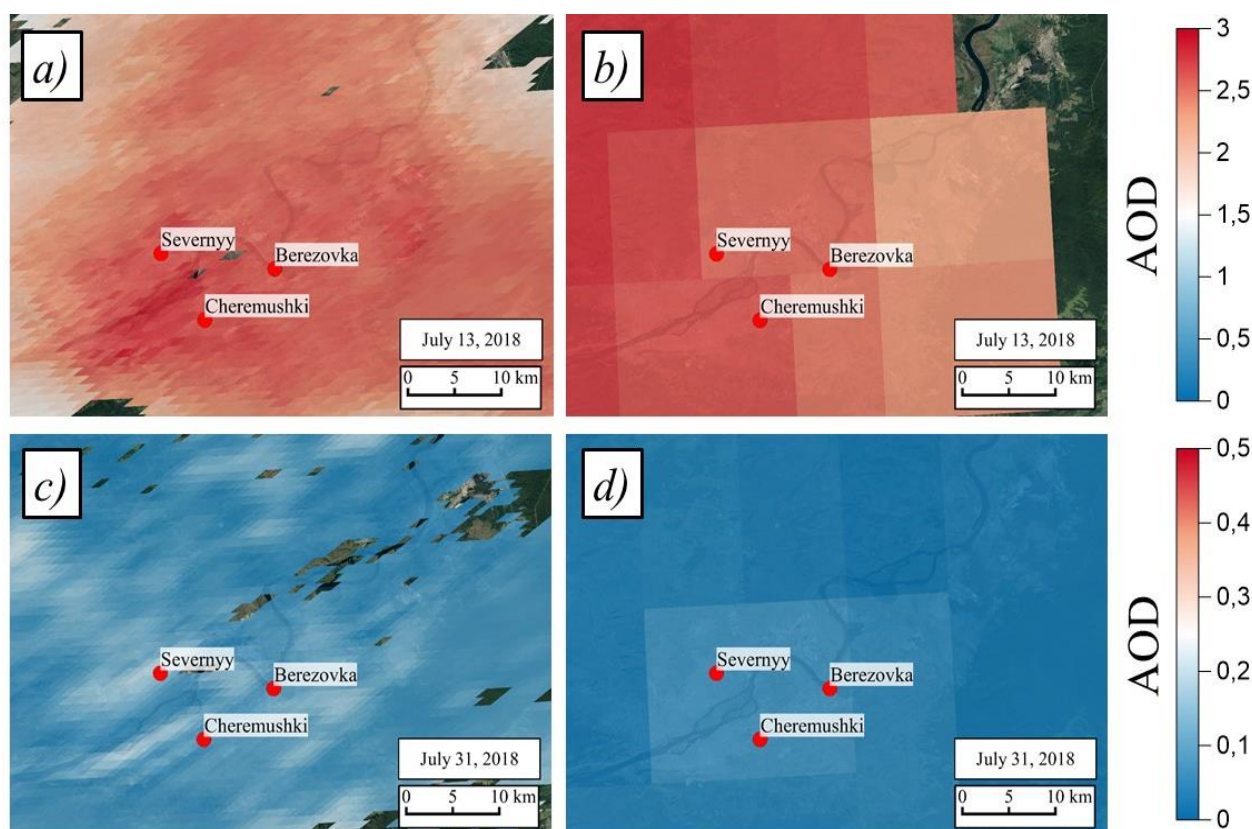 a)
Severnyy
Berezovka
Cheremushki
July 13, 2018
0 5 10 km
b)
Severnyy
Berezovka
Cheremushki
July 13, 2018
0 5 10 km
AOD
3
2,5
2
1,5
1
0,5
0
c)
Severnyy
Berezovka
Cheremushki
July 31, 2018
0 5 10 km
d)
Severnyy
Berezovka
Cheremushki
July 31, 2018
0 5 10 km
AOD
0,5
0,4
0,3
0,2
0,1
0